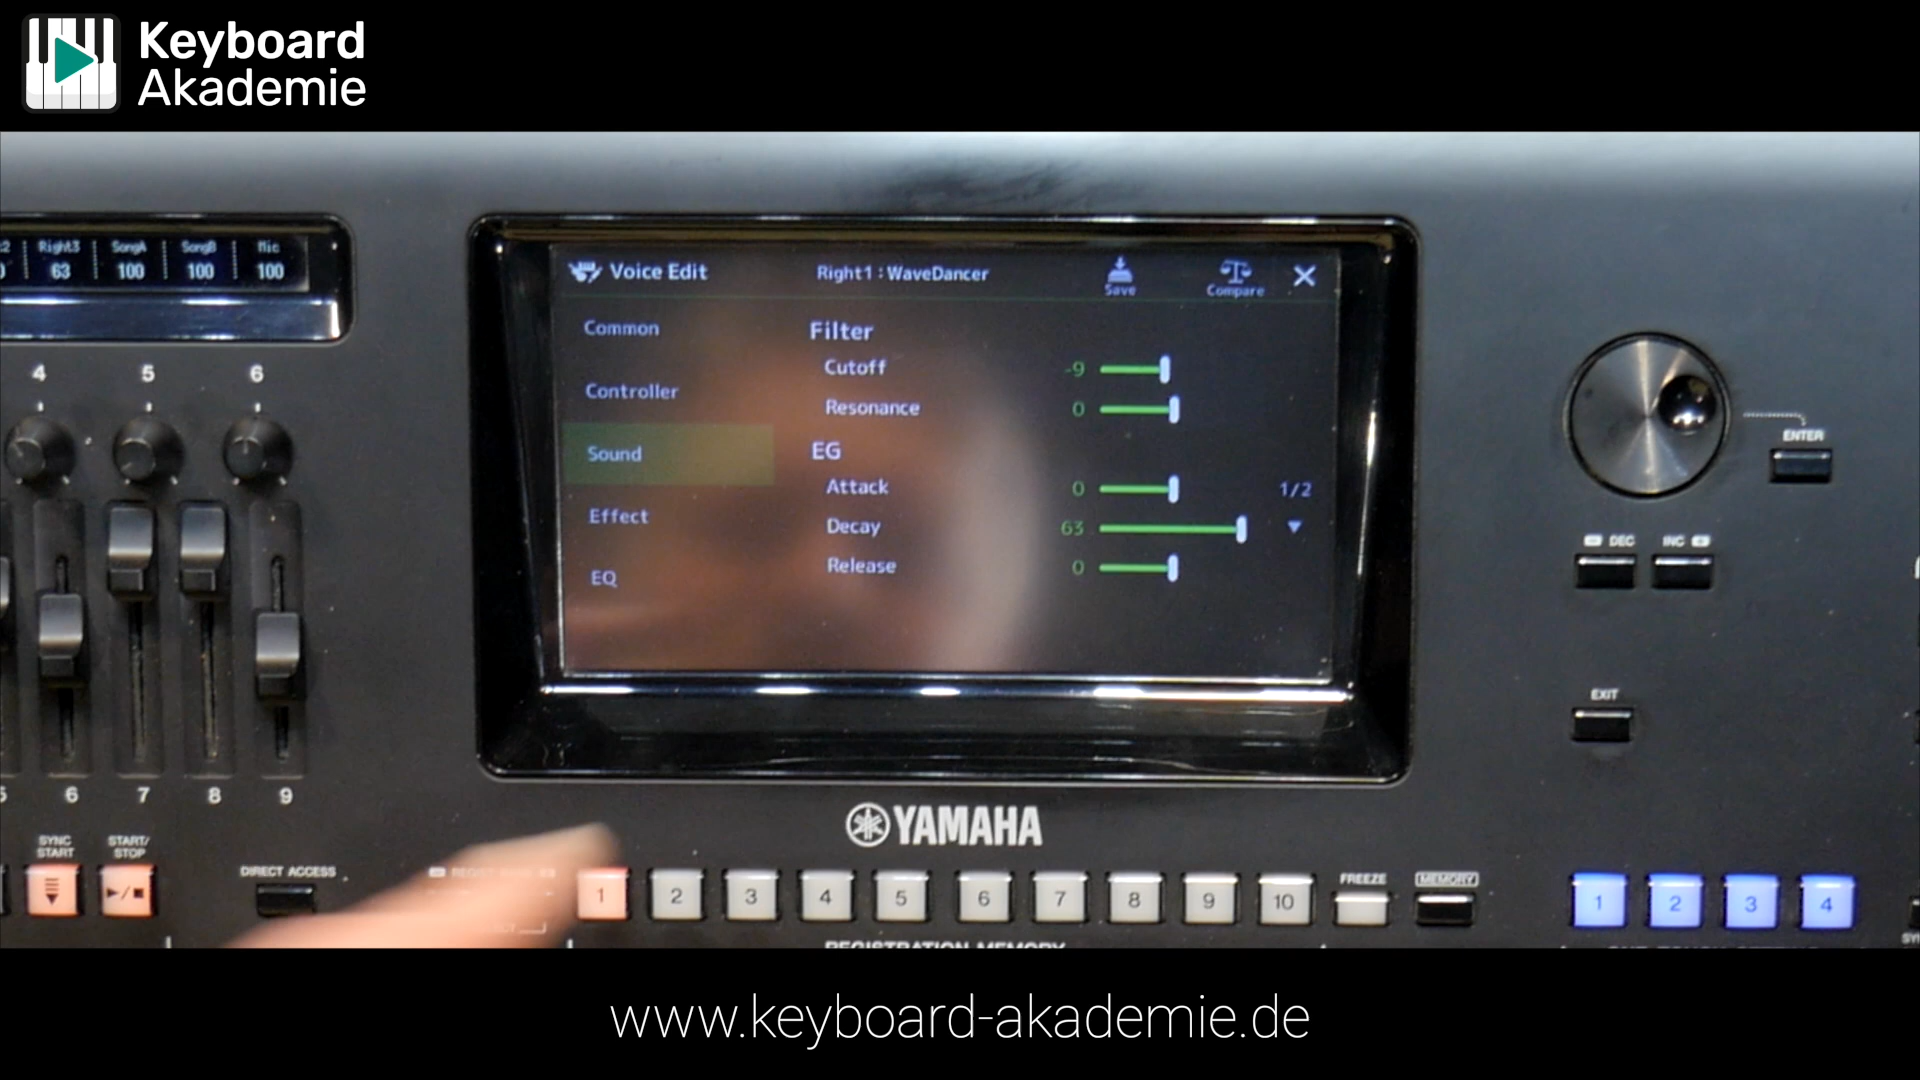 Keyboard
Akademie
Right3 SongA SongB Mic
63 100 100 100
Voice Edit Right1 : WaveDancer Save Compare
Common
Controller
Sound
Effect
EQ
Filter
Cutoff -9
Resonance 0
EG
Attack 0
Decay 63
Release 0
1/2
4 5 6
6 7 8 9
ENTER
DEC INC
EXIT
YAMAHA
SYNC START
START/ STOP
DIRECT ACCESS
1 2 3 4 5 6 7 8 9 10
FREEZE MEMORY
1 2 3 4
REGISTRATION MEMORY
www.keyboard-akademie.de